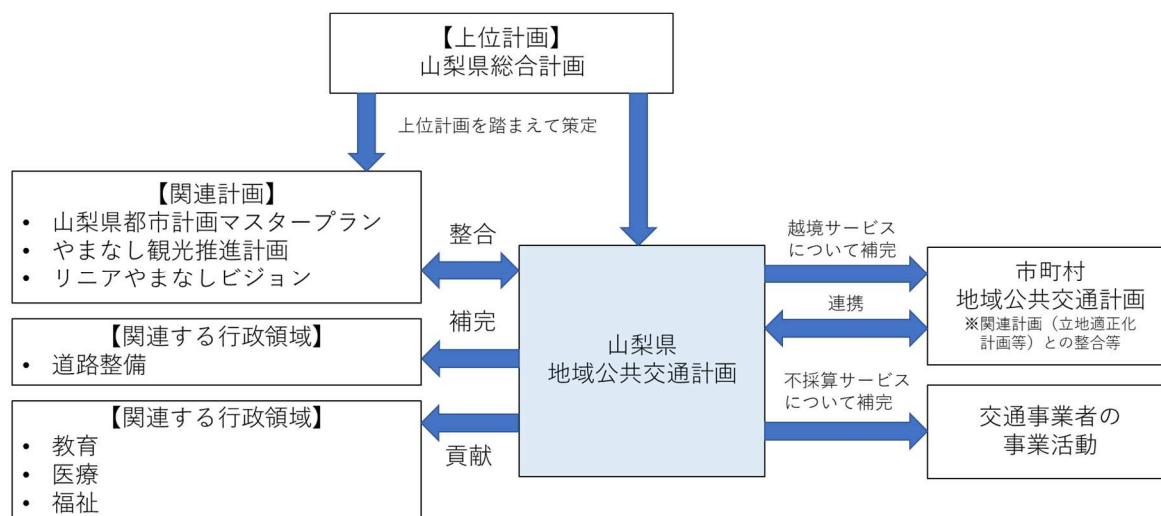 【上位計画】
山梨県総合計画
上位計画を踏まえて策定
【関連計画】
• 山梨県都市計画マスタープラン
• やまなし観光推進計画
• リニアやまなしビジョン
整合
【関連する行政領域】
• 道路整備
補完
【関連する行政領域】
• 教育
• 医療
• 福祉
貢献
山梨県
地域公共交通計画
越境サービス
について補完
連携
市町村
地域公共交通計画
※関連計画（立地適正化
計画等）との整合等
不採算サービス
について補完
交通事業者の
事業活動